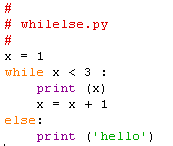 #
# whilelse.py
#
x = 1
while x < 3 :
    print (x)
    x = x + 1
else:
    print ('hello')